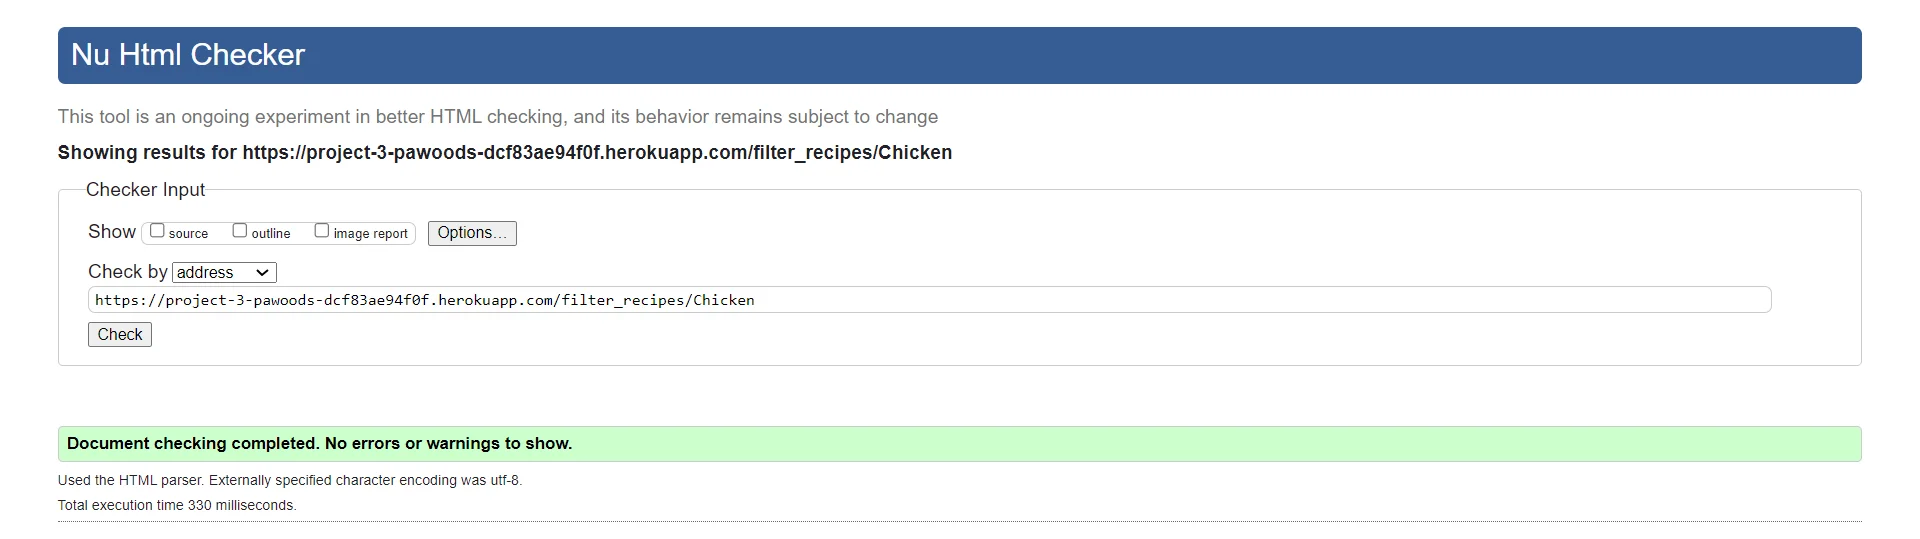 Nu Html Checker
This tool is an ongoing experiment in better HTML checking, and its behavior remains subject to change
Showing results for https://project-3-pawoods-dcf83ae94f0f.herokuapp.com/filter_recipes/Chicken
Checker Input
Show source outline image report Options...
Check by address
https://project-3-pawoods-dcf83ae94f0f.herokuapp.com/filter_recipes/Chicken
Check
Document checking completed. No errors or warnings to show.
Used the HTML parser. Externally specified character encoding was utf-8.
Total execution time 330 milliseconds.